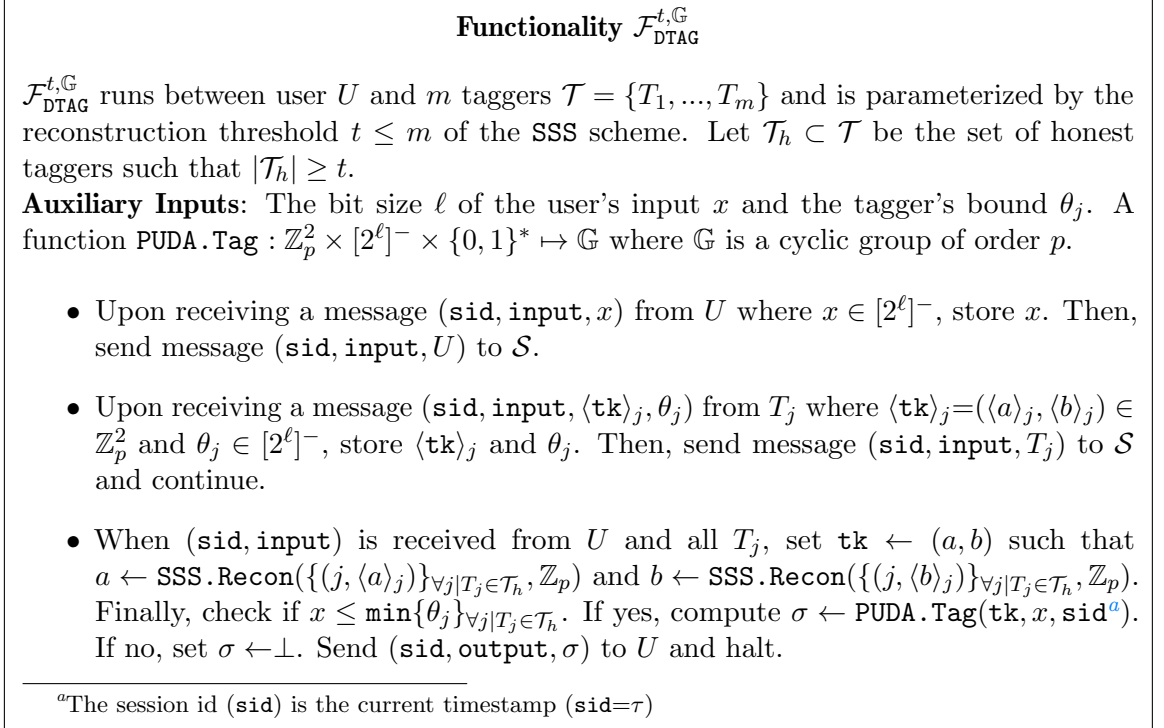 Functionality $\mathcal{F}_{\texttt{DTAG}}^{t,\mathbb{G}}$
$\mathcal{F}_{\texttt{DTAG}}^{t,\mathbb{G}}$ runs between user $U$ and $m$ taggers $\mathcal{T} = \{T_1, ..., T_m\}$ and is parameterized by the
reconstruction threshold $t \leq m$ of the SSS scheme. Let $\mathcal{T}_h \subset \mathcal{T}$ be the set of honest
taggers such that $|\mathcal{T}_h| \geq t$.
Auxiliary Inputs: The bit size $\ell$ of the user's input $x$ and the tagger's bound $\theta_j$. A
function PUDA.Tag : $\mathbb{Z}_p^2 \times [2^\ell]^- \times \{0, 1\}^* \mapsto \mathbb{G}$ where $\mathbb{G}$ is a cyclic group of order $p$.
• Upon receiving a message (sid, input, $x$) from $U$ where $x \in [2^\ell]^-$, store $x$. Then,
send message (sid, input, $U$) to $\mathcal{S}$.
• Upon receiving a message (sid, input, $\langle \texttt{tk} \rangle_j, \theta_j$) from $T_j$ where $\langle \texttt{tk} \rangle_j$=($\langle a \rangle_j, \langle b \rangle_j$) $\in$
$\mathbb{Z}_p^2$ and $\theta_j \in [2^\ell]^-$, store $\langle \texttt{tk} \rangle_j$ and $\theta_j$. Then, send message (sid, input, $T_j$) to $\mathcal{S}$
and continue.
• When (sid, input) is received from $U$ and all $T_j$, set tk $\leftarrow$ $(a, b)$ such that
$a \leftarrow$ SSS.Recon($\{(j, \langle a \rangle_j)\}_{\forall j | T_j \in \mathcal{T}_h}, \mathbb{Z}_p$) and $b \leftarrow$ SSS.Recon($\{(j, \langle b \rangle_j)\}_{\forall j | T_j \in \mathcal{T}_h}, \mathbb{Z}_p$).
Finally, check if $x \leq \texttt{min}\{\theta_j\}_{\forall j | T_j \in \mathcal{T}_h}$. If yes, compute $\sigma \leftarrow$ PUDA.Tag(tk, $x$, sid$^a$).
If no, set $\sigma \leftarrow \perp$. Send (sid, output, $\sigma$) to $U$ and halt.
$^a$The session id (sid) is the current timestamp (sid=$\tau$)